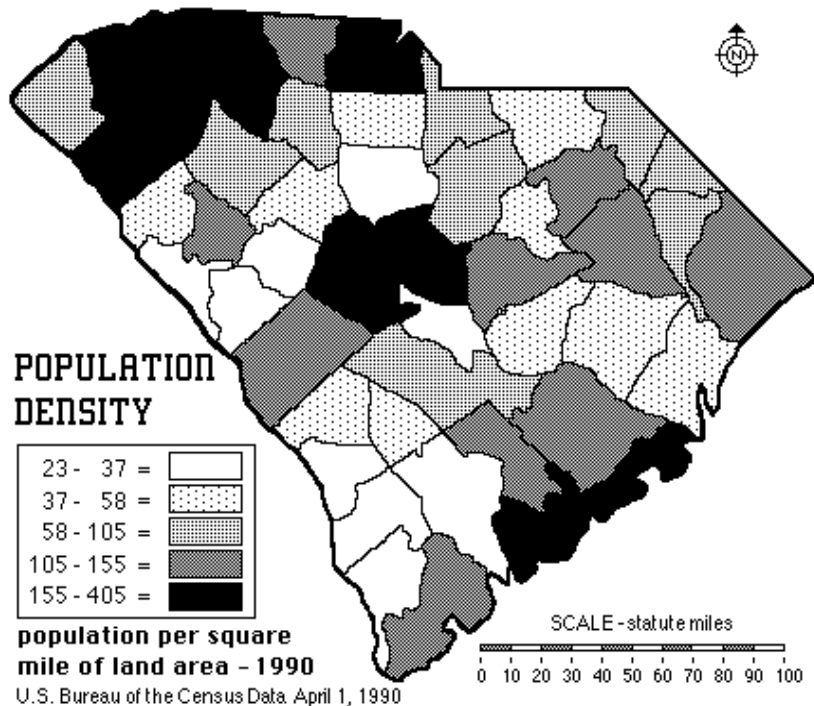 N
POPULATION
DENSITY
23 - 37 =
37 - 58 =
58 - 105 =
105 - 155 =
155 - 405 =
population per square
mile of land area - 1990
U.S. Bureau of the Census Data April 1, 1990
SCALE - statute miles
0 10 20 30 40 50 60 70 80 90 100